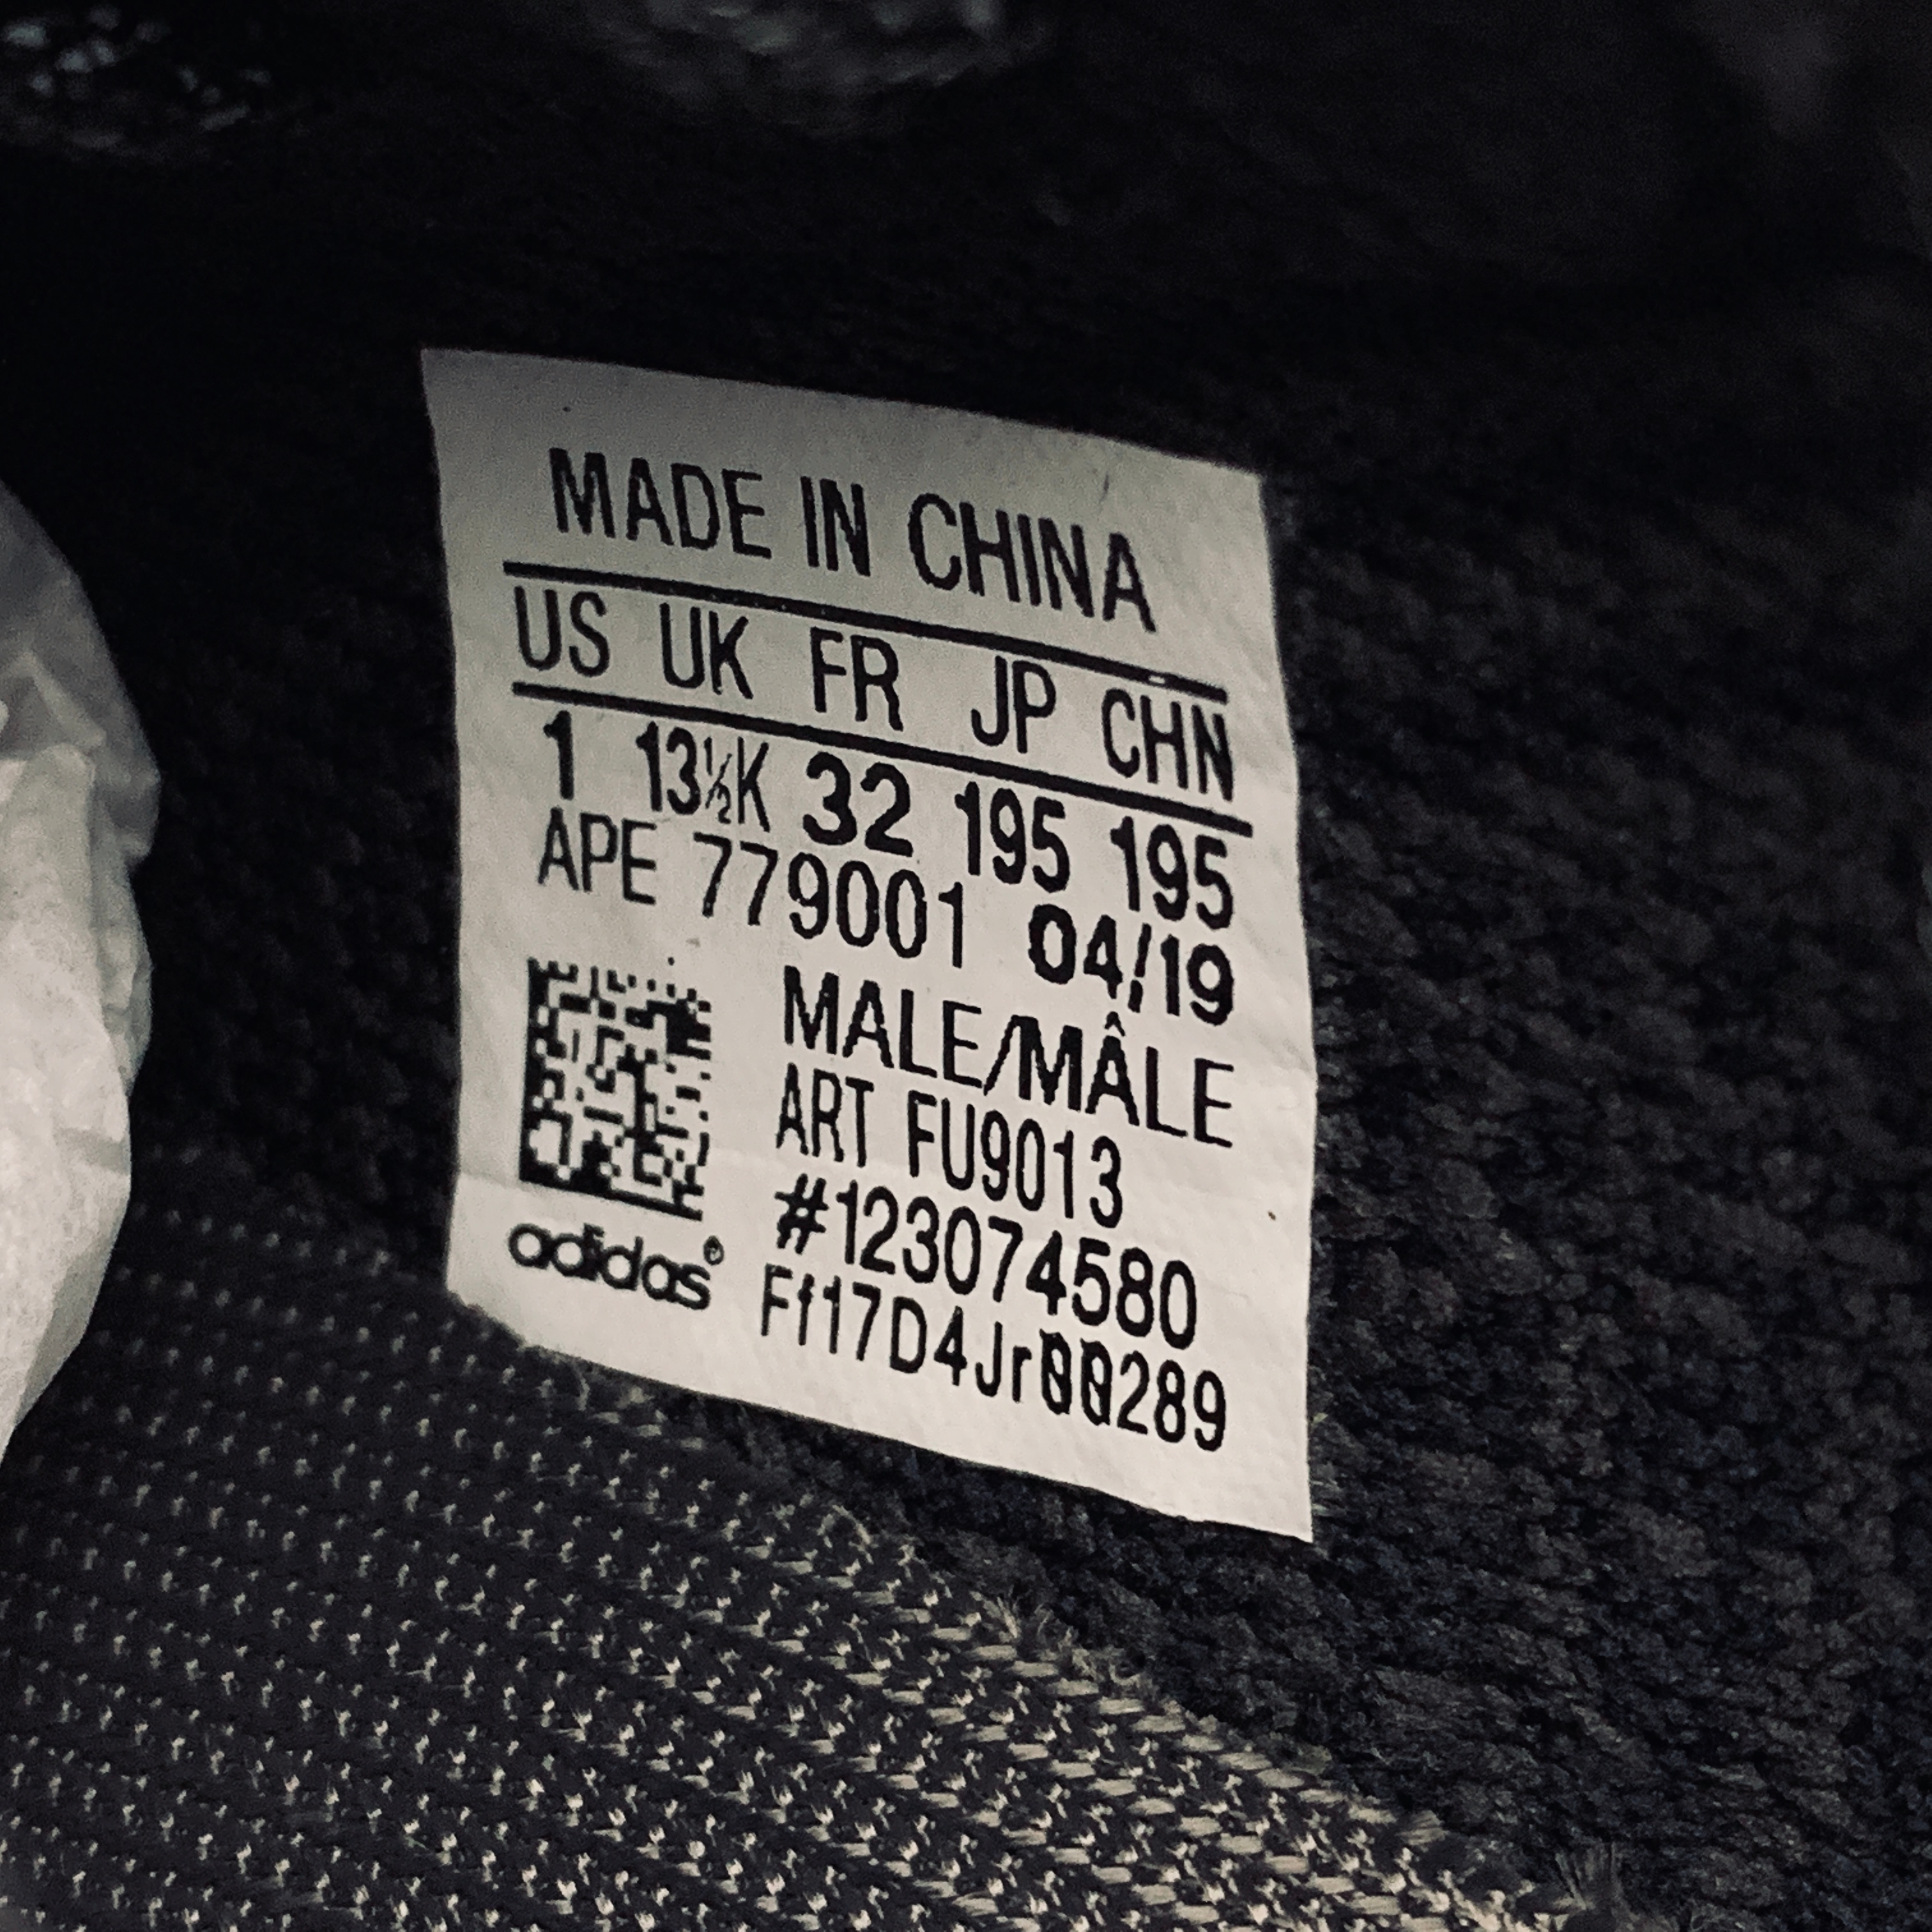 MADE IN CHINA
US UK FR JP CHN
1 13½K 32 195 195
APE 779001 04/19
MALE/MÂLE
ART FU9013
#123074580
adidas®
Ff17D4Jr00289